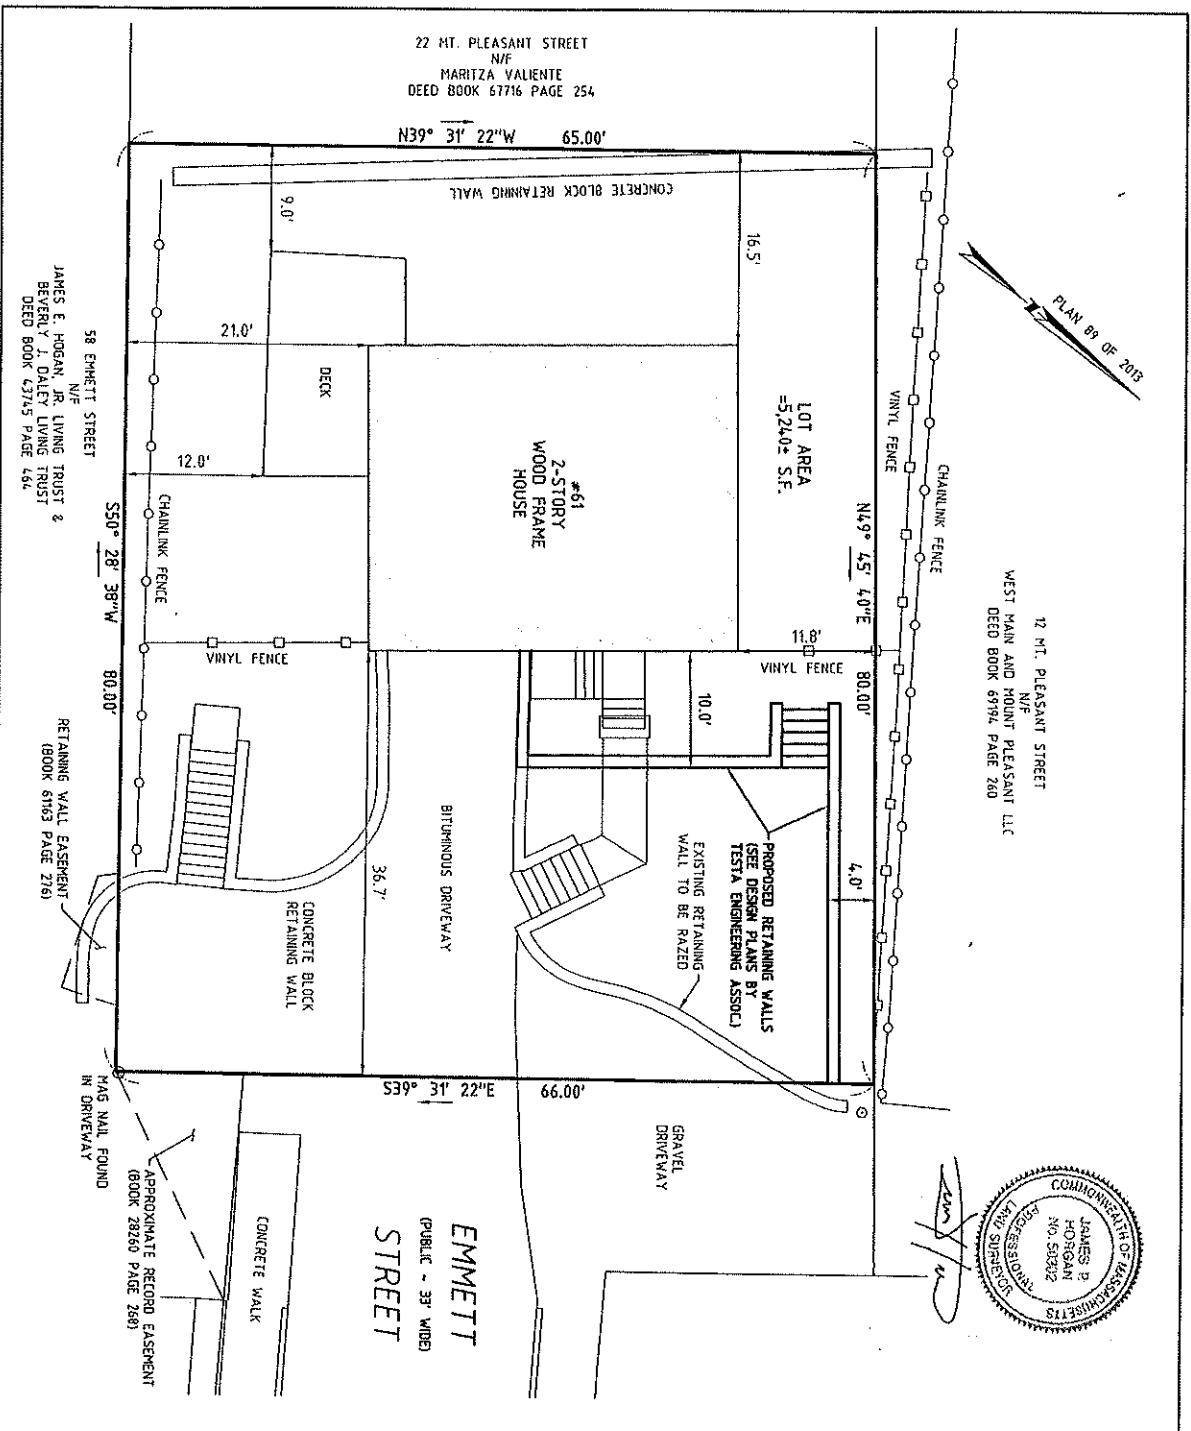 22 MT. PLEASANT STREET
N/F
MARITZA VALIENTE
DEED BOOK 67716 PAGE 254
N39° 31' 22"W 65.00'
CONCRETE BLOCK RETAINING WALL
9.0'
16.5'
PLAN 89 OF 2013
VINYL FENCE
CHAINLINK FENCE
21.0'
DECK
12.0'
LOT AREA
=5,240± S.F.
#61
2-STORY
WOOD FRAME
HOUSE
N49° 45' 40"E 80.00'
58 EMMETT STREET
N/F
JAMES E. HOGAN, JR. LIVING TRUST &
BEVERLY J. DALEY LIVING TRUST
DEED BOOK 43745 PAGE 464
CHAINLINK FENCE
S50° 28' 38"W 80.00'
12 MT. PLEASANT STREET
N/F
WEST MAIN AND MOUNT PLEASANT LLC
DEED BOOK 69194 PAGE 260
VINYL FENCE
11.8'
VINYL FENCE
10.0'
RETAINING WALL EASEMENT
(BOOK 61163 PAGE 276)
BITUMINOUS DRIVEWAY
36.7'
4.0'
PROPOSED RETAINING WALLS
(SEE DESIGN PLANS BY
TESTA ENGINEERING ASSOC.)
EXISTING RETAINING
WALL TO BE RAZED
CONCRETE BLOCK
RETAINING WALL
S39° 31' 22"E 66.00'
MAG NAIL FOUND
IN DRIVEWAY
APPROXIMATE RECORD EASEMENT
(BOOK 28260 PAGE 268)
CONCRETE WALK
GRAVEL
DRIVEWAY
EMMETT
(PUBLIC ~ 33' WIDE)
STREET
COMMONWEALTH OF MASSACHUSETTS
JAMES P.
HORGAN
NO. 50302
PROFESSIONAL
LAND SURVEYOR